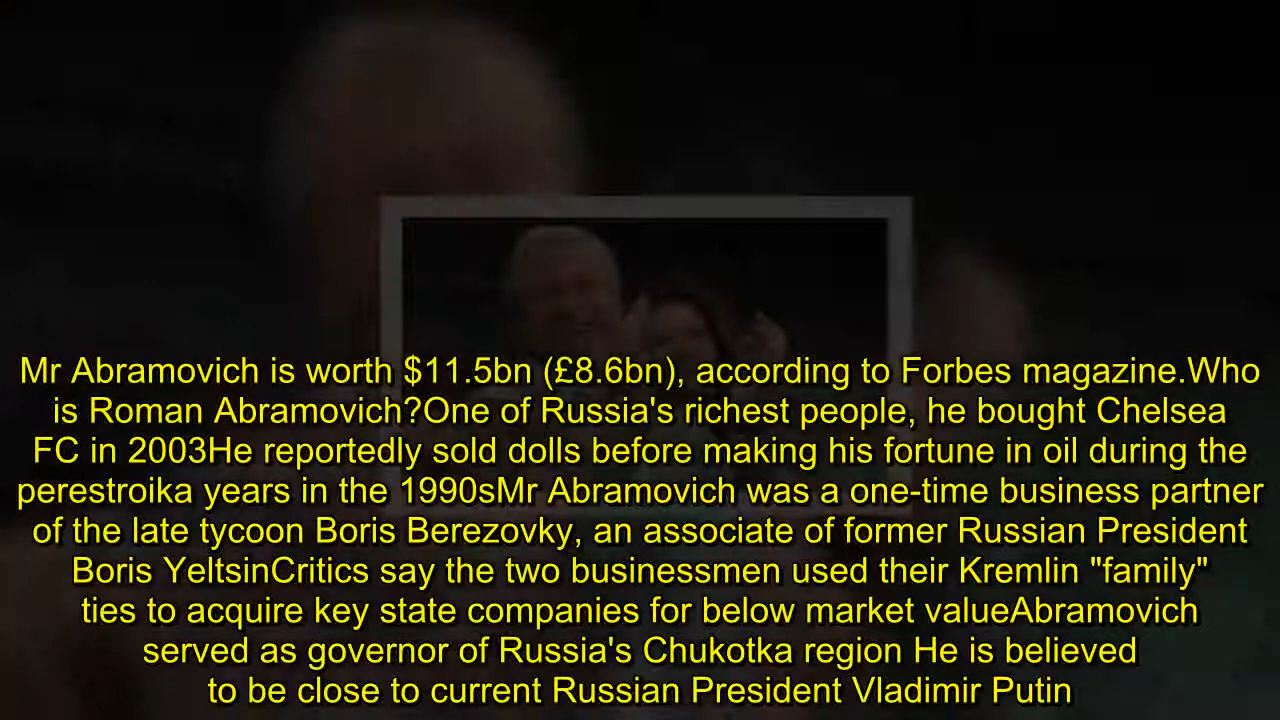 Mr Abramovich is worth $11.5bn (£8.6bn), according to Forbes magazine.Who
is Roman Abramovich?One of Russia's richest people, he bought Chelsea
FC in 2003He reportedly sold dolls before making his fortune in oil during the
perestroika years in the 1990sMr Abramovich was a one-time business partner
of the late tycoon Boris Berezovky, an associate of former Russian President
Boris YeltsinCritics say the two businessmen used their Kremlin "family"
ties to acquire key state companies for below market valueAbramovich
served as governor of Russia's Chukotka region He is believed
to be close to current Russian President Vladimir Putin